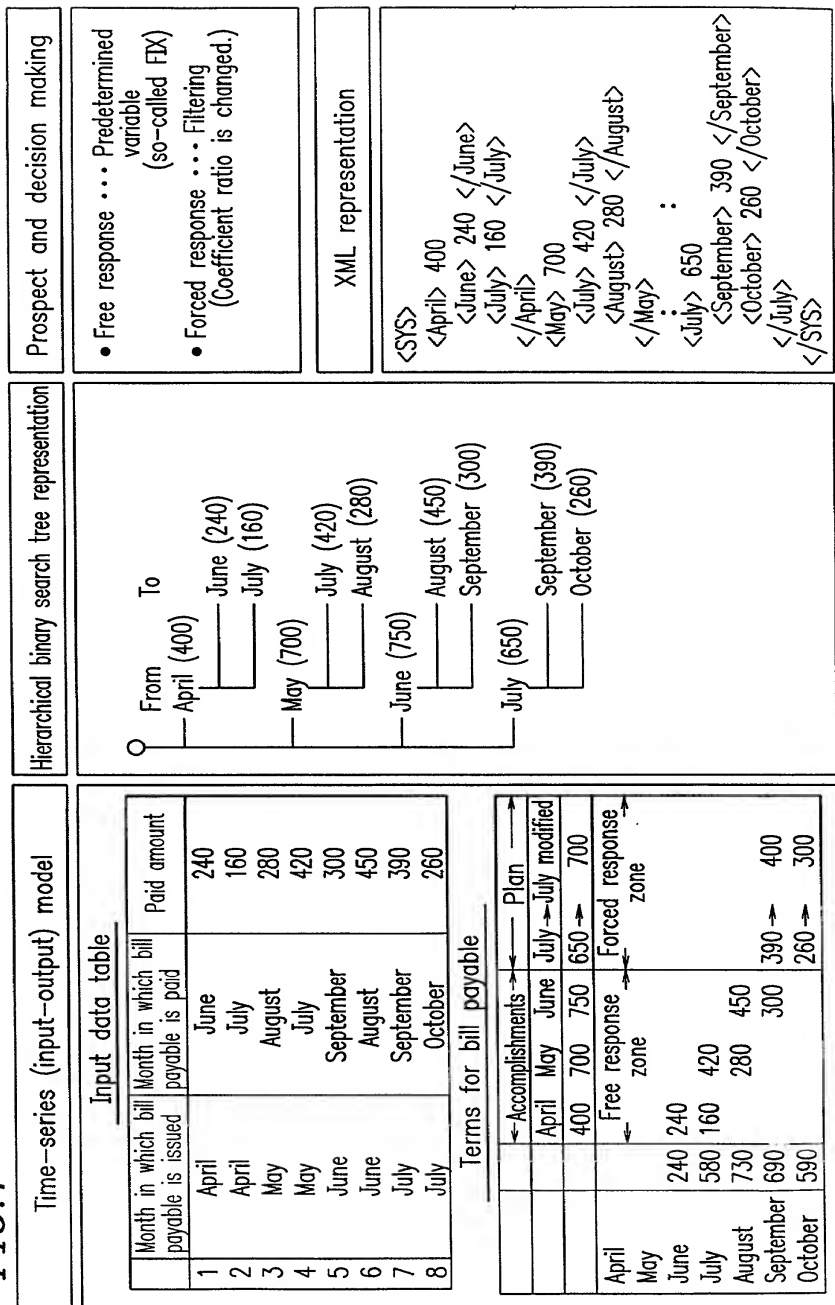 Time-series (input-output) model
Input data table
Month in which bill payable is issued
Month in which bill payable is paid
Paid amount
1 April June 240
2 April July 160
3 May August 280
4 May July 420
5 June September 300
6 June August 450
7 July September 390
8 July October 260
Terms for bill payable
←Accomplishments→ ← Plan →
April May June July→July modified
400 700 750 650→ 700
April Free response zone Forced response zone
May
June 240 240
July 580 160 420
August 730 280 450
September 690 300 390→ 400
October 590 260→ 300
Hierarchical binary search tree representation
From To
April (400)
June (240)
July (160)
May (700)
July (420)
August (280)
June (750)
August (450)
September (300)
July (650)
September (390)
October (260)
Prospect and decision making
• Free response ··· Predetermined
variable
(so-called FIX)
• Forced response ··· Filtering
(Coefficient ratio is changed.)
XML representation
<SYS>
<April> 400
<June> 240 </June>
<July> 160 </July>
</April>
<May> 700
<July> 420 </July>
<August> 280 </August>
</May>
: :
<July> 650
<September> 390 </September>
<October> 260 </October>
</July>
</SYS>